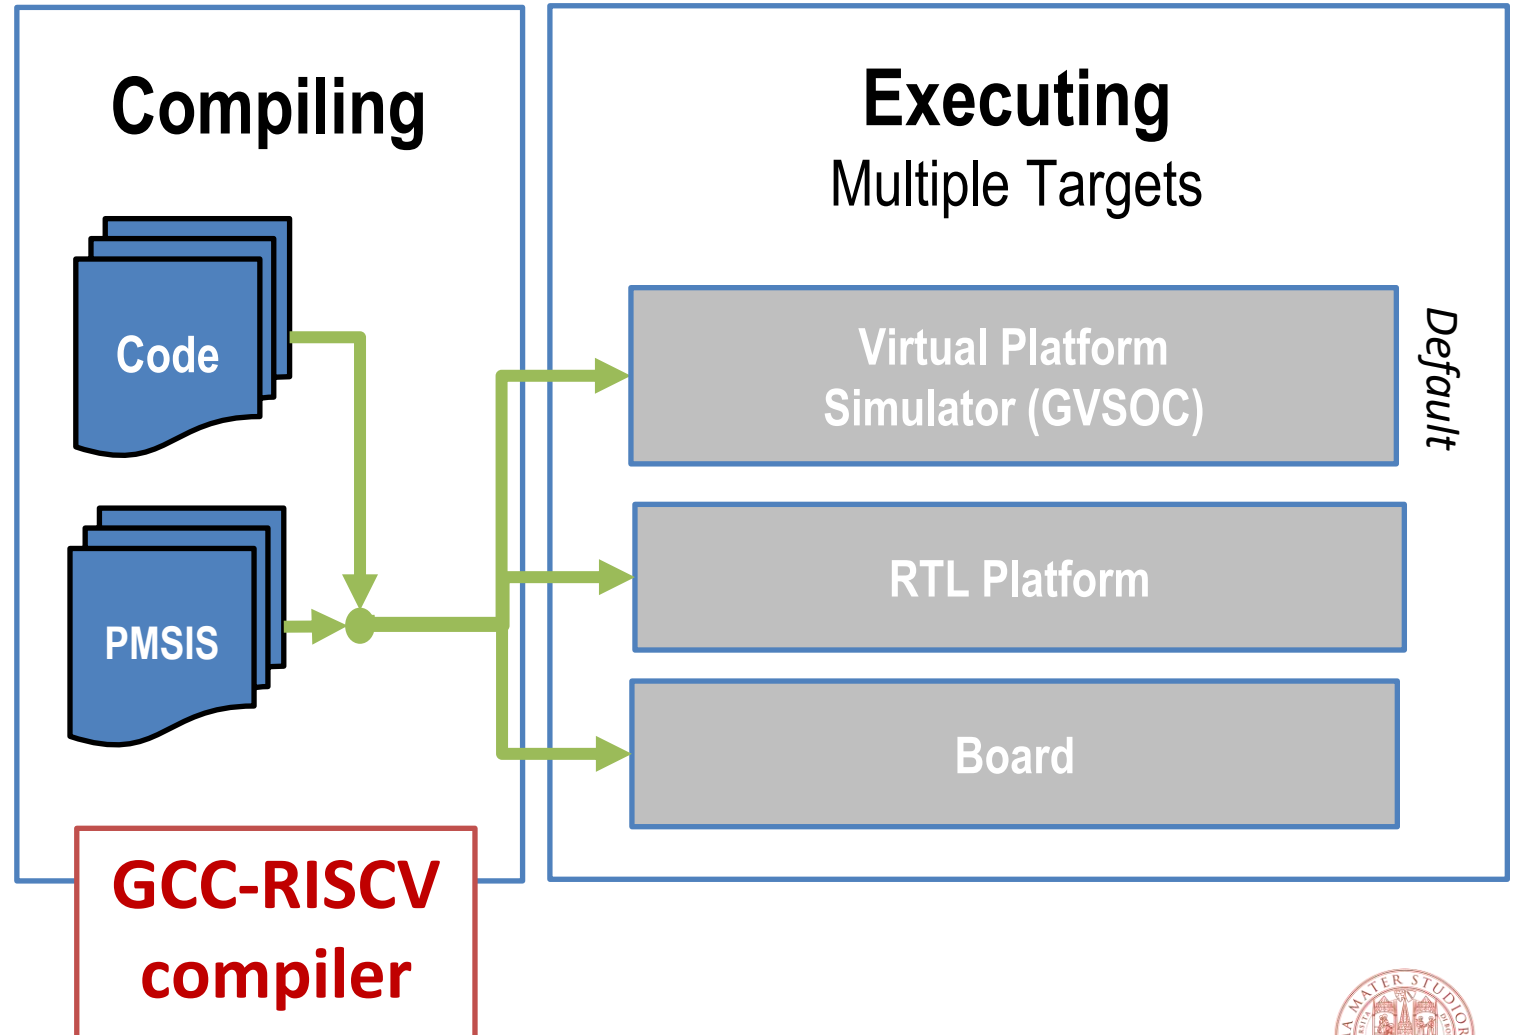 Compiling
Code
PMSIS
GCC-RISCV
compiler
Executing
Multiple Targets
Virtual Platform
Simulator (GVSOC)
Default
RTL Platform
Board